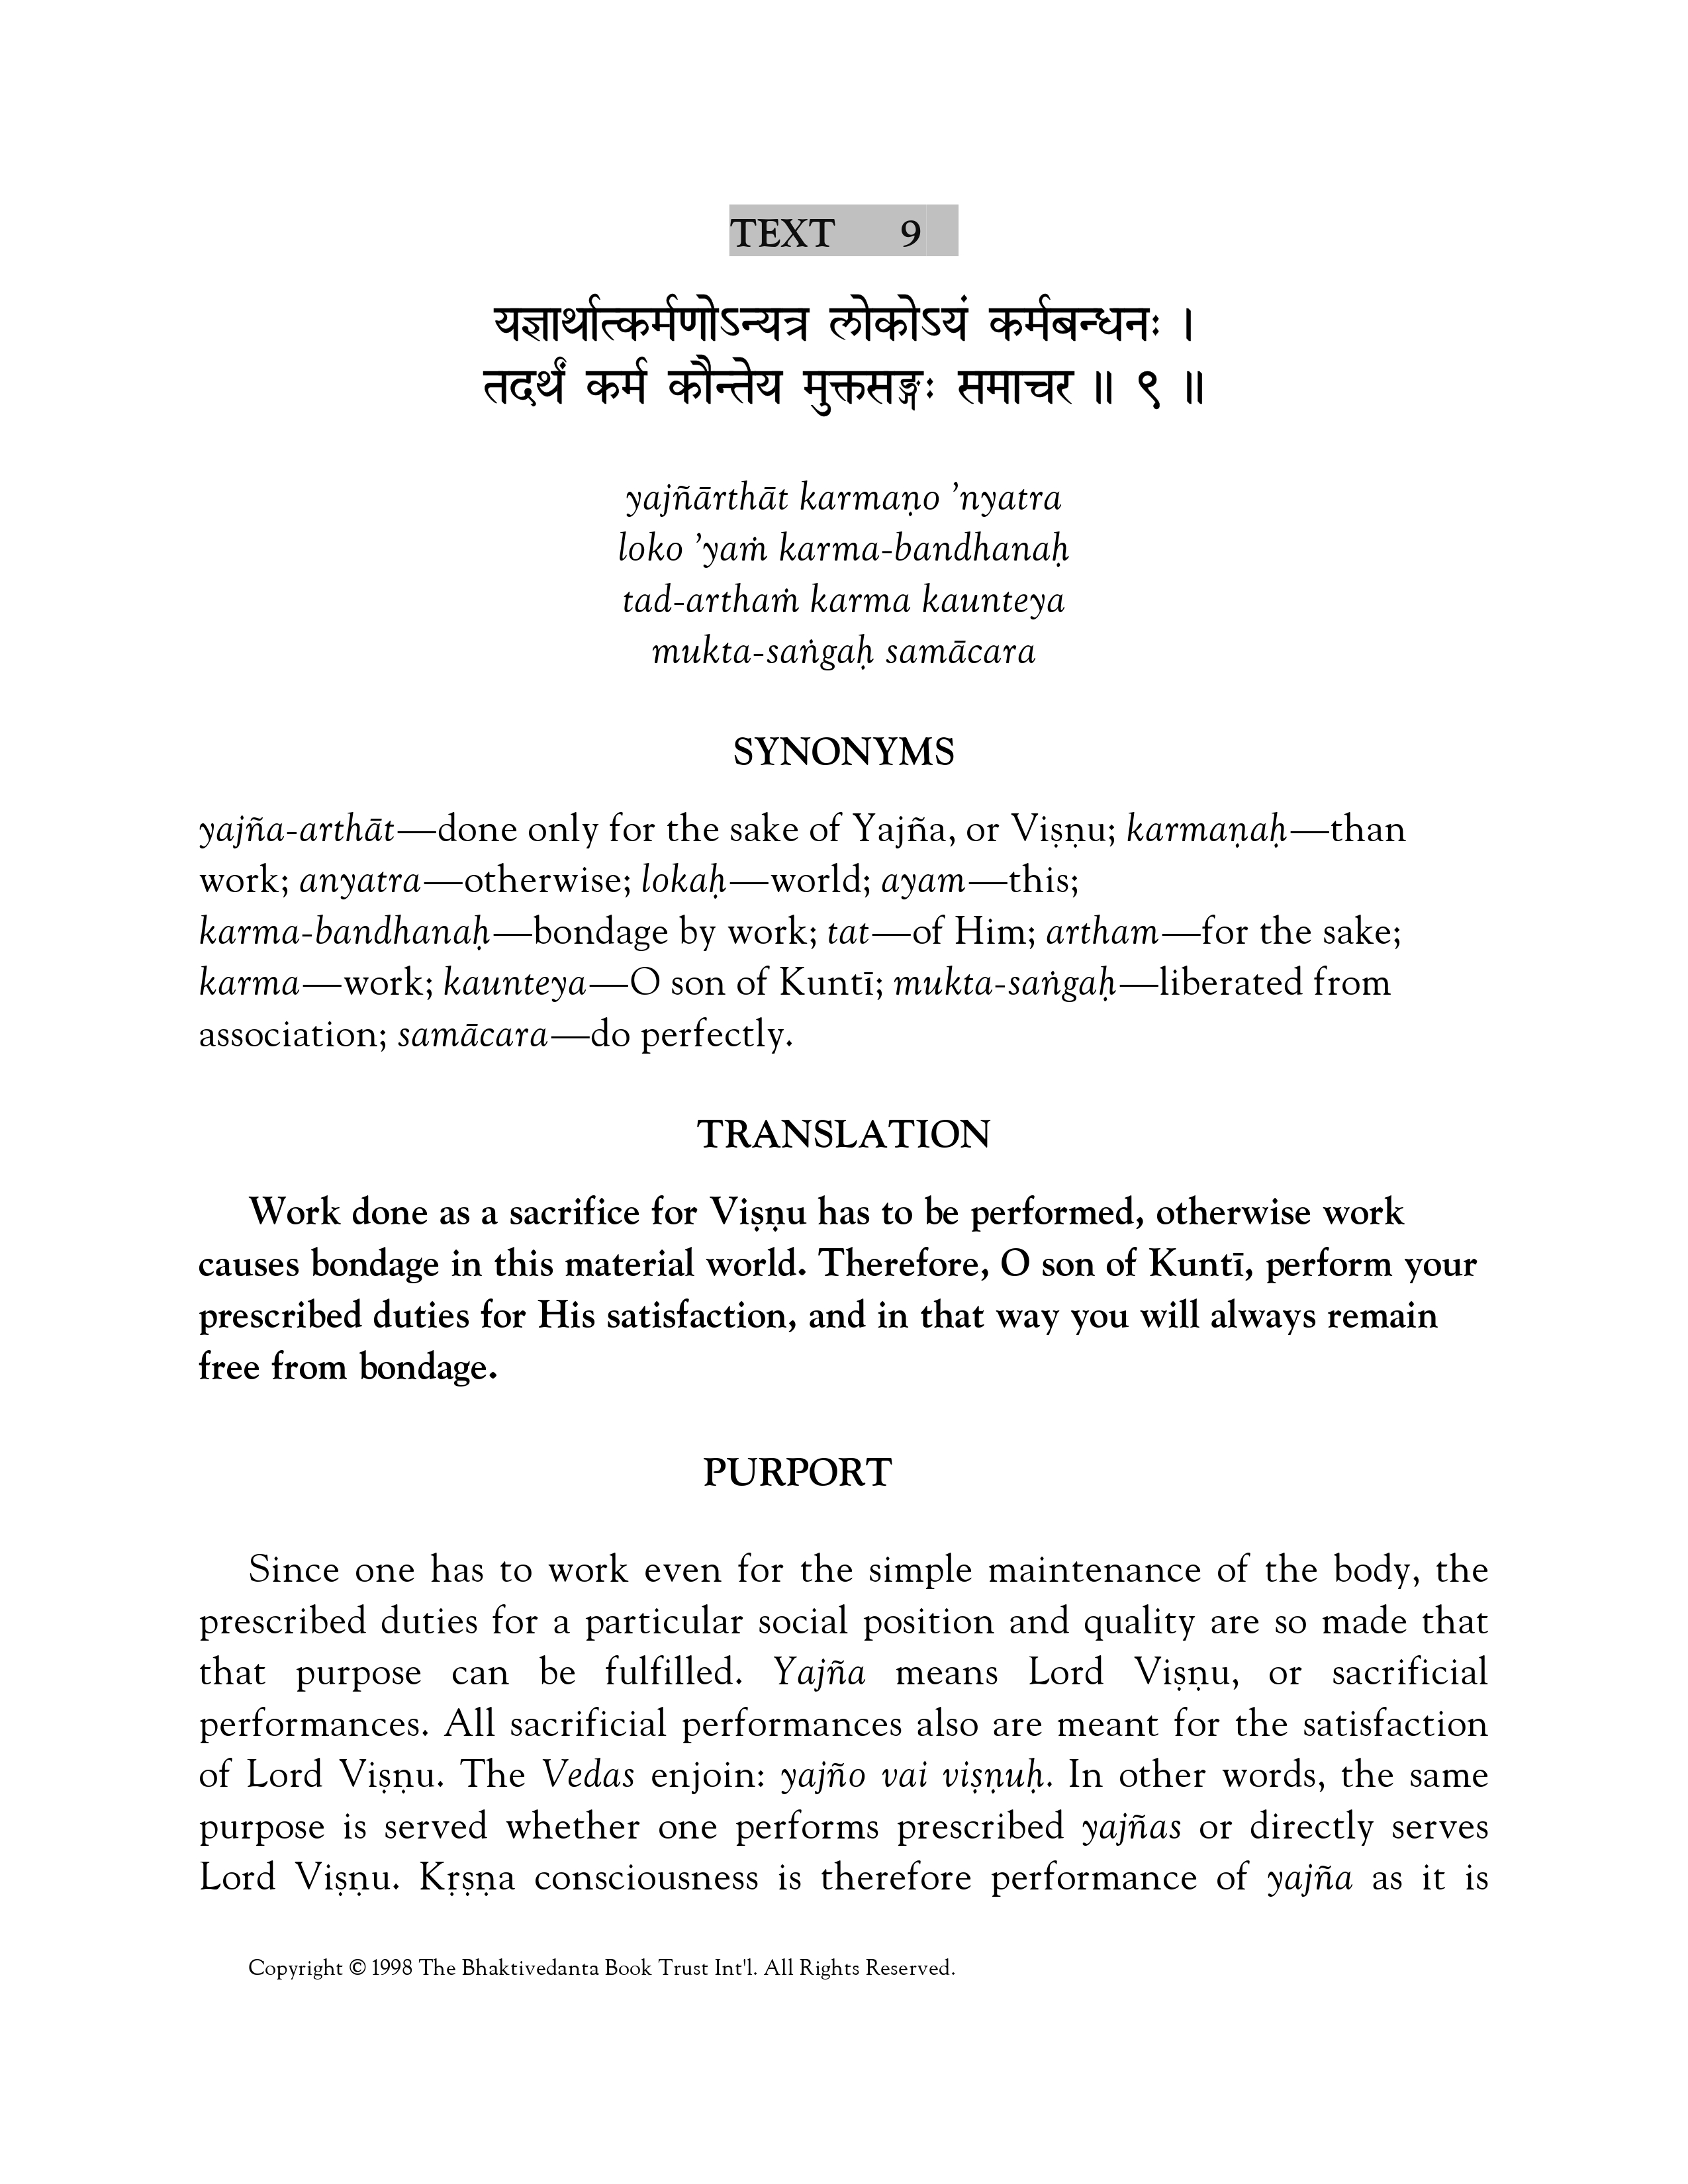 TEXT 9
यज्ञार्थात्कर्मणोऽन्यत्र लोकोऽयं कर्मबन्धनः ।
तदर्थं कर्म कौन्तेय मुक्तसङ्गः समाचर ॥ ९ ॥
yajñārthāt karmaṇo ’nyatra
loko ’yaṁ karma-bandhanaḥ
tad-arthaṁ karma kaunteya
mukta-saṅgaḥ samācara
SYNONYMS
yajña-arthāt—done only for the sake of Yajña, or Viṣṇu; karmaṇaḥ—than
work; anyatra—otherwise; lokaḥ—world; ayam—this;
karma-bandhanaḥ—bondage by work; tat—of Him; artham—for the sake;
karma—work; kaunteya—O son of Kuntī; mukta-saṅgaḥ—liberated from
association; samācara—do perfectly.
TRANSLATION
Work done as a sacrifice for Viṣṇu has to be performed, otherwise work
causes bondage in this material world. Therefore, O son of Kuntī, perform your
prescribed duties for His satisfaction, and in that way you will always remain
free from bondage.
PURPORT
Since one has to work even for the simple maintenance of the body, the
prescribed duties for a particular social position and quality are so made that
that purpose can be fulfilled. Yajña means Lord Viṣṇu, or sacrificial
performances. All sacrificial performances also are meant for the satisfaction
of Lord Viṣṇu. The Vedas enjoin: yajño vai viṣṇuḥ. In other words, the same
purpose is served whether one performs prescribed yajñas or directly serves
Lord Viṣṇu. Kṛṣṇa consciousness is therefore performance of yajña as it is
Copyright © 1998 The Bhaktivedanta Book Trust Int'l. All Rights Reserved.